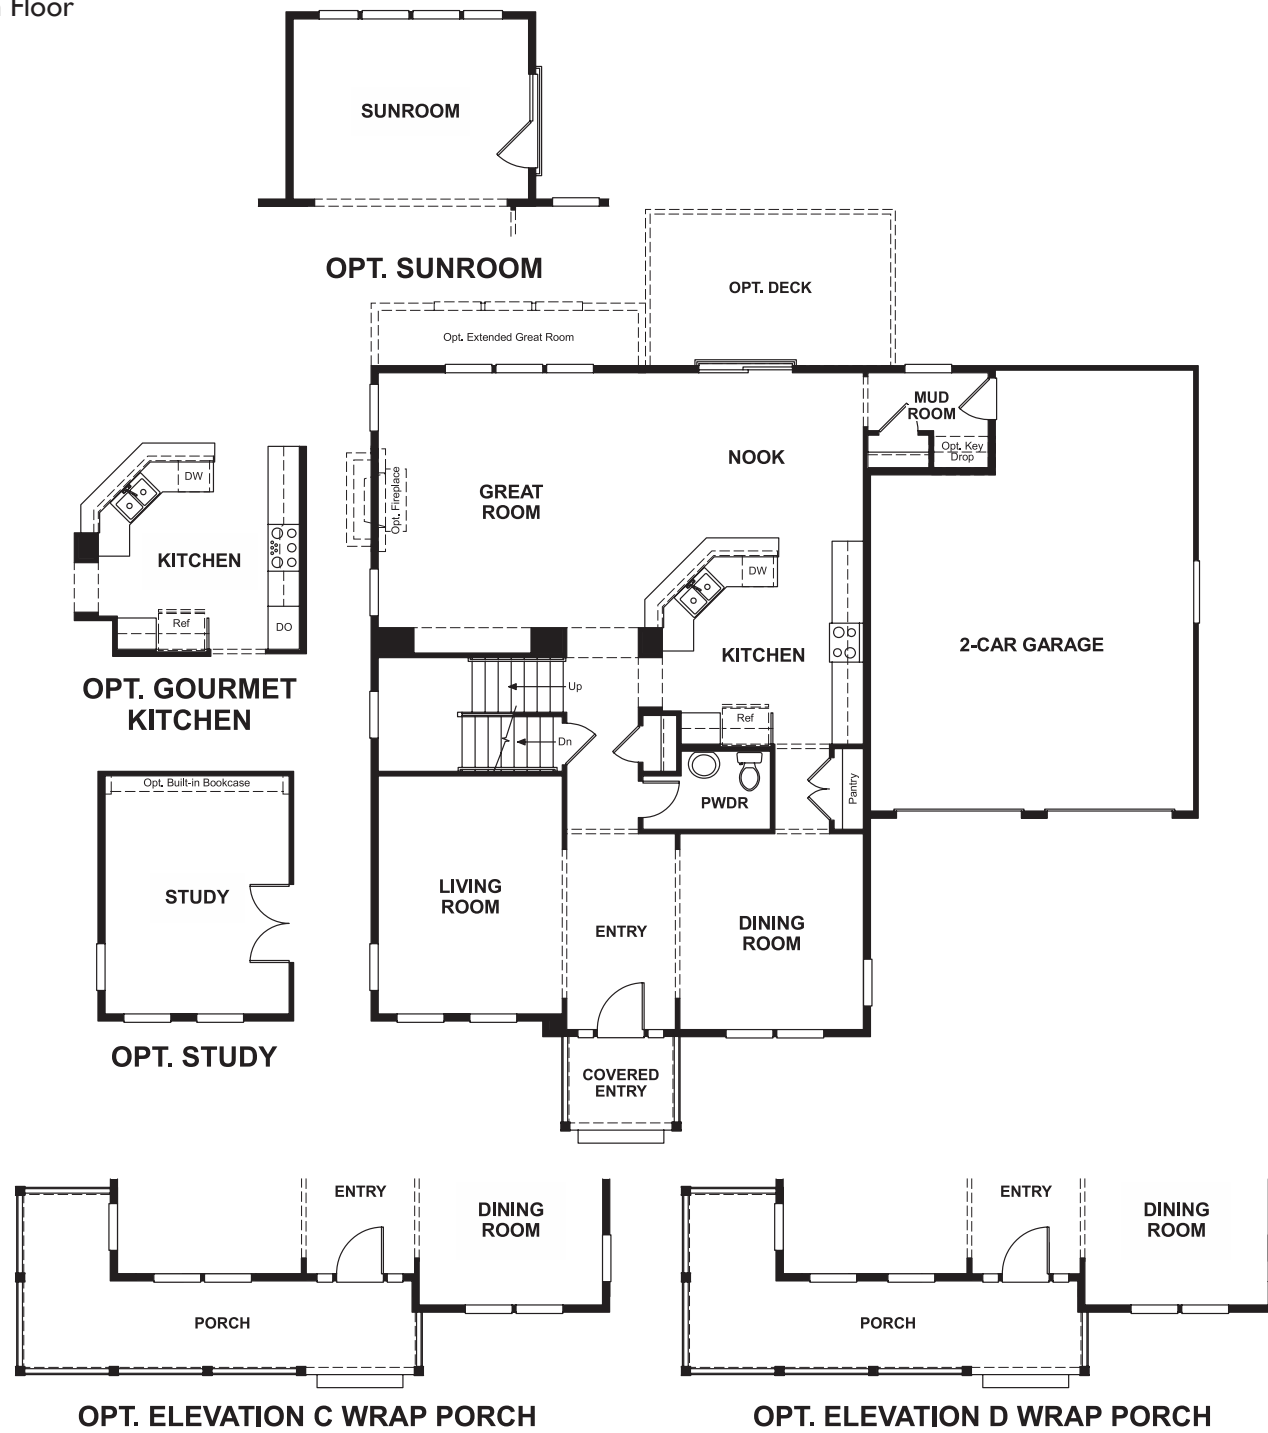 Floor
SUNROOM
OPT. SUNROOM
OPT. DECK
Opt. Extended Great Room
MUD
ROOM
Opt. Key
Drop
NOOK
GREAT
ROOM
Opt. Fireplace
DW
KITCHEN
Ref
DO
OPT. GOURMET
KITCHEN
DW
KITCHEN
Ref
2-CAR GARAGE
Up
Dn
PWDR
Pantry
Opt. Built-in Bookcase
STUDY
OPT. STUDY
LIVING
ROOM
ENTRY
DINING
ROOM
COVERED
ENTRY
ENTRY
DINING
ROOM
PORCH
OPT. ELEVATION C WRAP PORCH
ENTRY
DINING
ROOM
PORCH
OPT. ELEVATION D WRAP PORCH